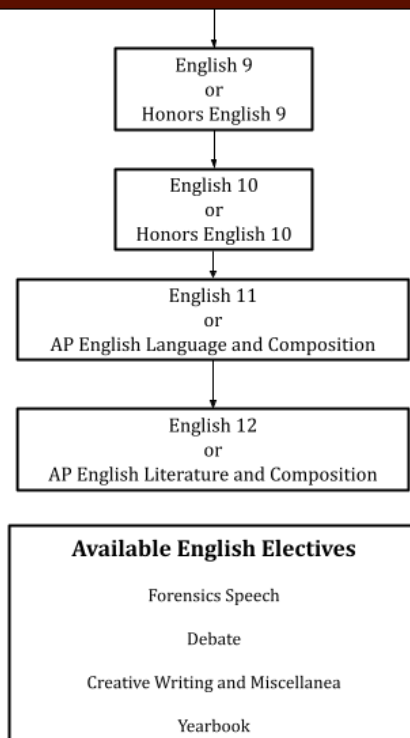 English 9
or
Honors English 9
English 10
or
Honors English 10
English 11
or
AP English Language and Composition
English 12
or
AP English Literature and Composition
Available English Electives
Forensics Speech
Debate
Creative Writing and Miscellanea
Yearbook